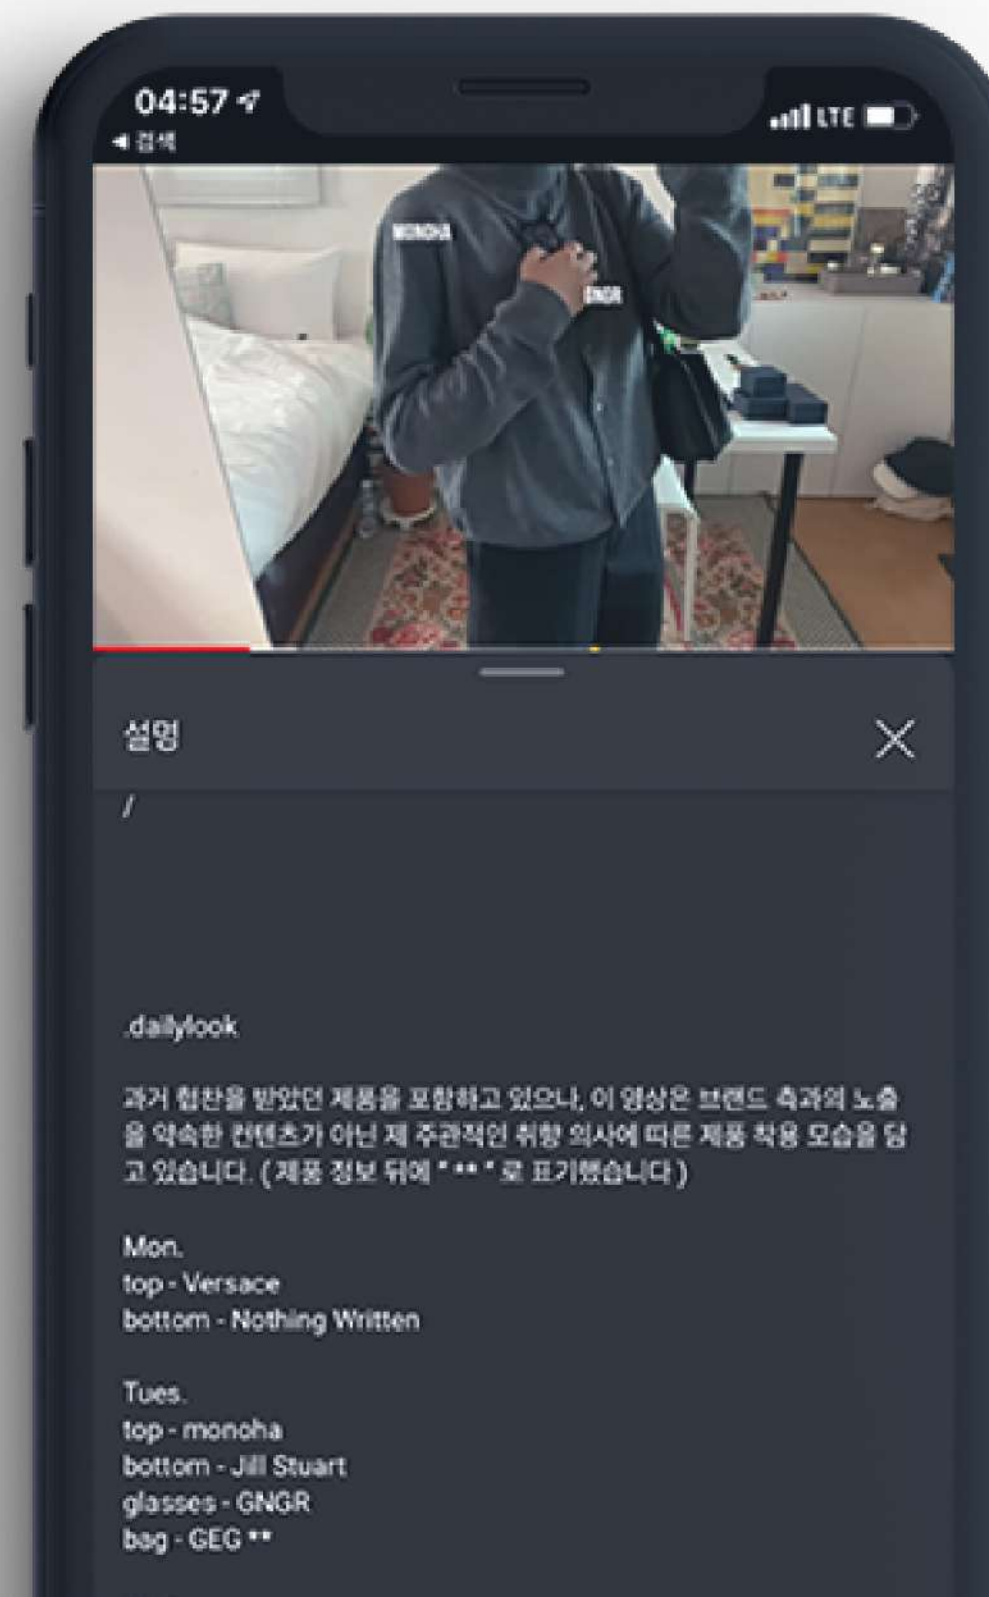 04:57
LTE
◀ 검색
MONOHA
GNGR
설명
/
.dailylook
과거 협찬을 받았던 제품을 포함하고 있으나, 이 영상은 브랜드 측과의 노출
을 약속한 컨텐츠가 아닌 제 주관적인 취향 의사에 따른 제품 착용 모습을 담
고 있습니다. ( 제품 정보 뒤에 " ** " 로 표기했습니다 )
Mon.
top - Versace
bottom - Nothing Written
Tues.
top - monoha
bottom - Jill Stuart
glasses - GNGR
bag - GEG **